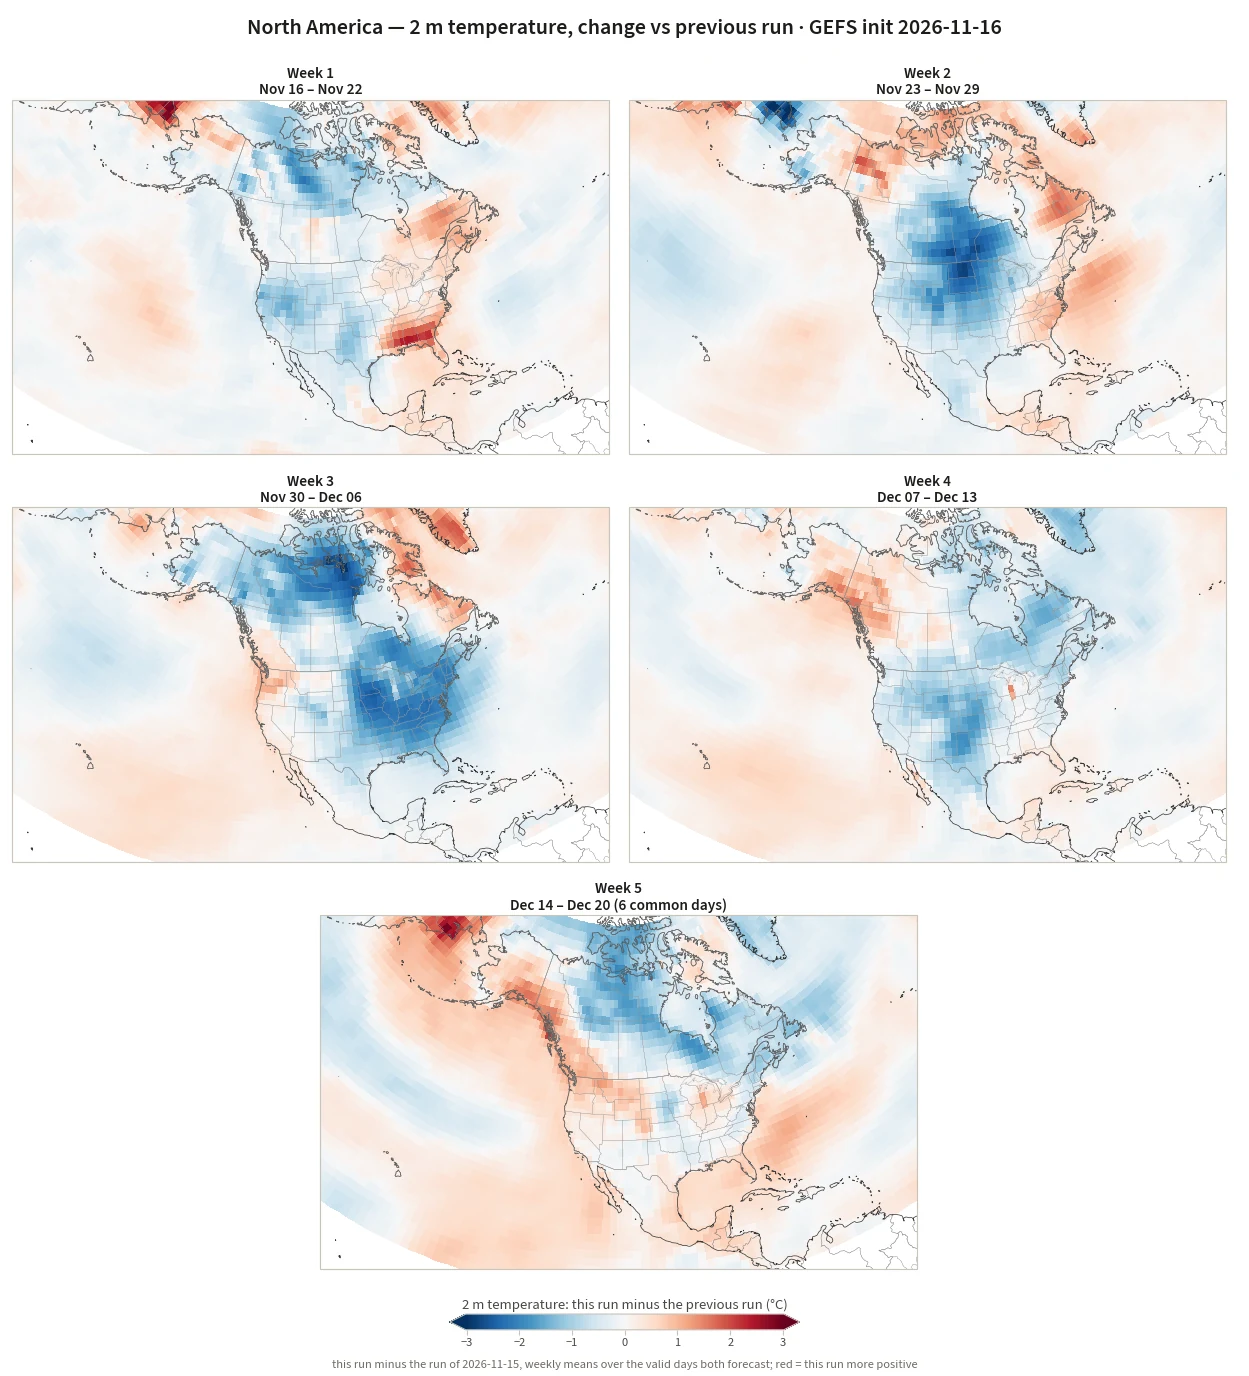 North America — 2 m temperature, change vs previous run · GEFS init 2026-11-16
Week 1
Nov 16 – Nov 22
Week 2
Nov 23 – Nov 29
Week 3
Nov 30 – Dec 06
Week 4
Dec 07 – Dec 13
Week 5
Dec 14 – Dec 20 (6 common days)
2 m temperature: this run minus the previous run (°C)
−3 −2 −1 0 1 2 3
this run minus the run of 2026-11-15, weekly means over the valid days both forecast; red = this run more positive